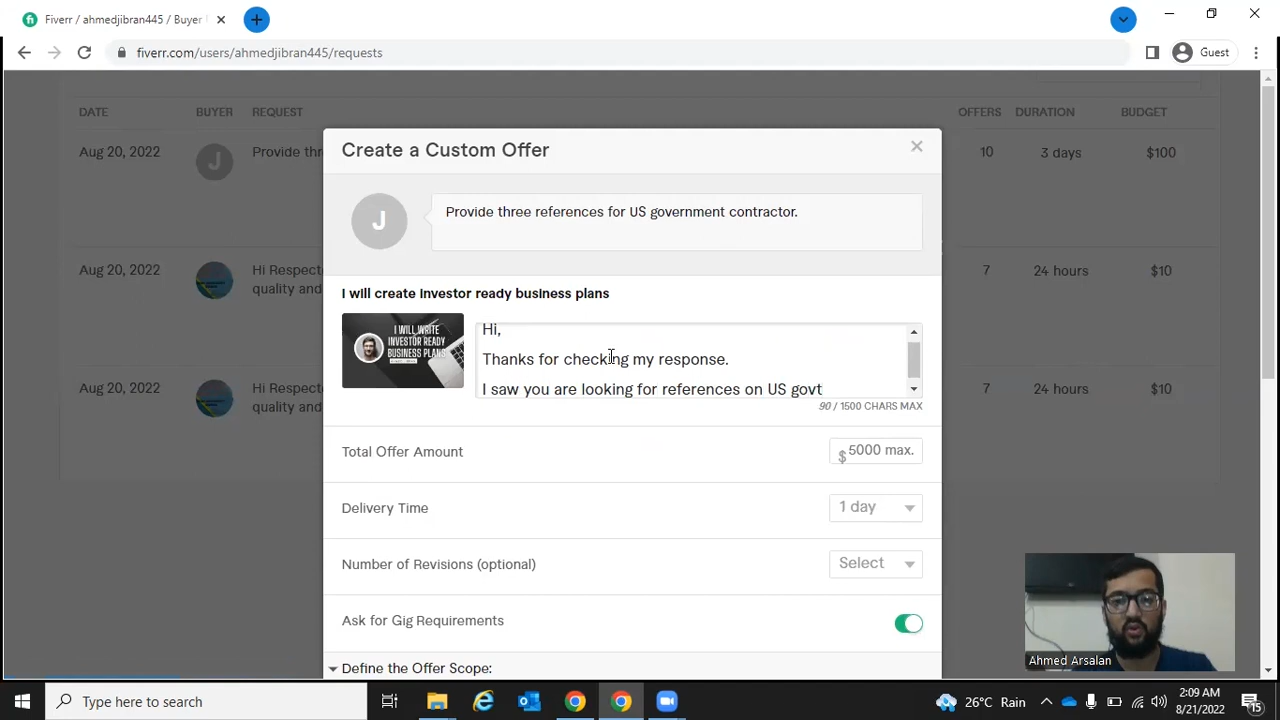 Fiverr / ahmedjibran445 / Buyer
fiverr.com/users/ahmedjibran445/requests
Guest
DATE BUYER REQUEST OFFERS DURATION BUDGET
Aug 20, 2022 J Provide thr 10 3 days $100
Aug 20, 2022 Hi Respect 7 24 hours $10
quality and
Aug 20, 2022 Hi Respect 7 24 hours $10
or logo and
Create a Custom Offer
J
Provide three references for US government contractor.
I will create investor ready business plans
I WILL WRITE
INVESTOR READY
BUSINESS PLANS
Hi,
Thanks for checking my response.
I saw you are looking for references on US govt
90 / 1500 CHARS MAX
Total Offer Amount $ 5000 max.
Delivery Time 1 day
Number of Revisions (optional) Select
Ask for Gig Requirements
Define the Offer Scope:
Ahmed Arsalan
Type here to search
26°C Rain
2:09 AM
8/21/2022
15